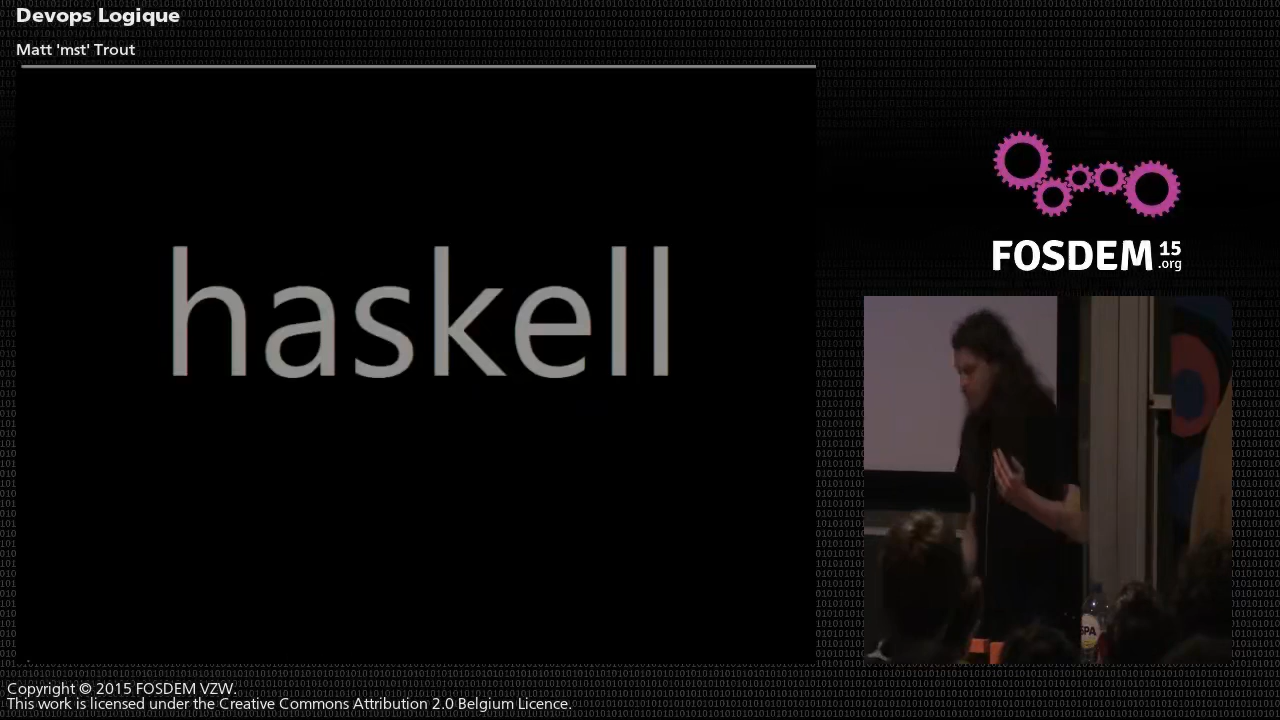 Devops Logique
Matt 'mst' Trout
haskell
FOSDEM 15
.org
SPA
Copyright © 2015 FOSDEM VZW.
This work is licensed under the Creative Commons Attribution 2.0 Belgium Licence.